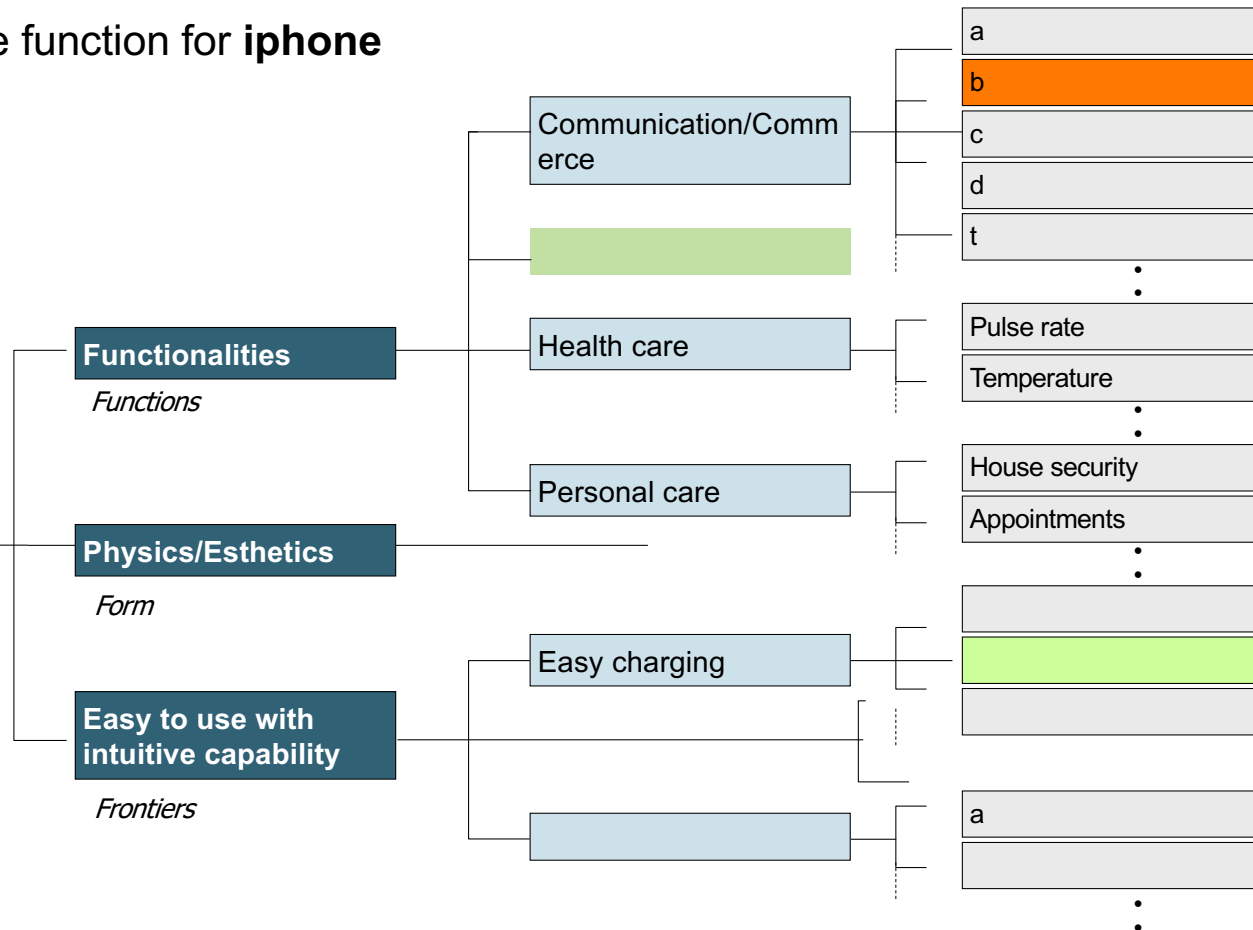 e function for iphone
Functionalities
Functions
Physics/Esthetics
Form
Easy to use with
intuitive capability
Frontiers
Communication/Comm
erce
Health care
Personal care
Easy charging
a
b
c
d
t
Pulse rate
Temperature
House security
Appointments
a